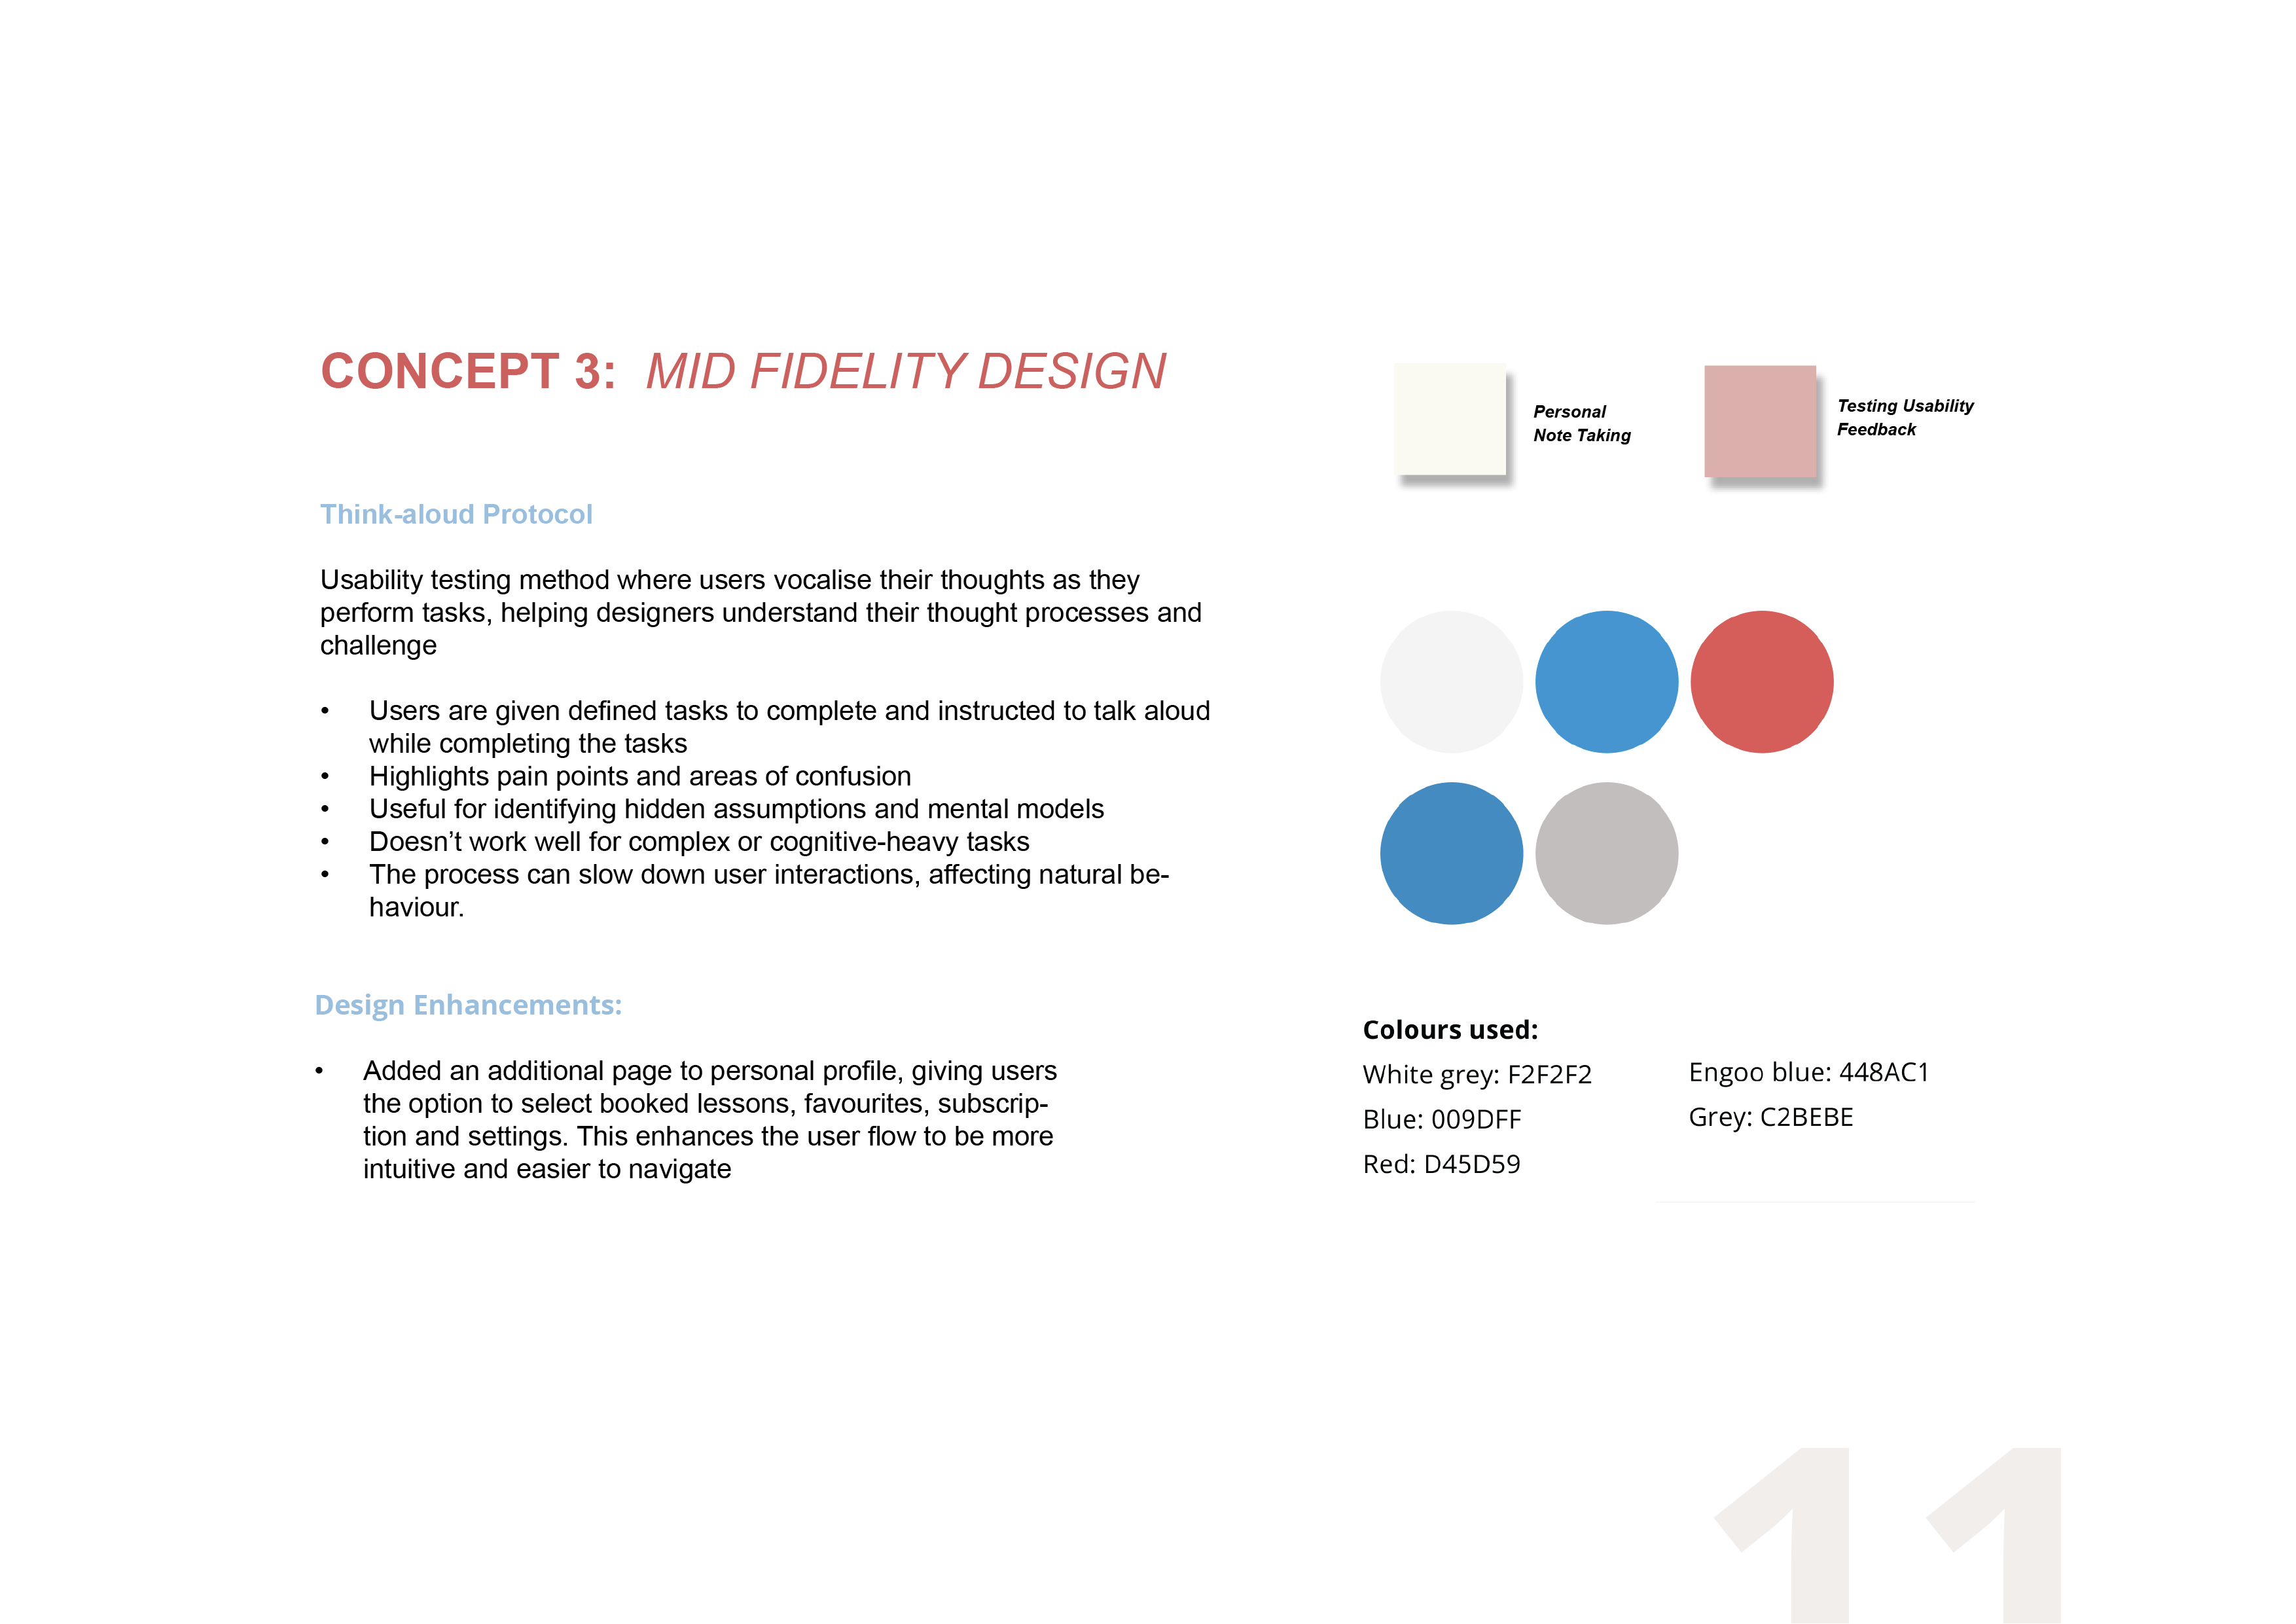 CONCEPT 3: MID FIDELITY DESIGN
Personal
Note Taking
Testing Usability
Feedback
Think-aloud Protocol
Usability testing method where users vocalise their thoughts as they
perform tasks, helping designers understand their thought processes and
challenge
• Users are given defined tasks to complete and instructed to talk aloud
while completing the tasks
• Highlights pain points and areas of confusion
• Useful for identifying hidden assumptions and mental models
• Doesn’t work well for complex or cognitive-heavy tasks
• The process can slow down user interactions, affecting natural be-
haviour.
Design Enhancements:
• Added an additional page to personal profile, giving users
the option to select booked lessons, favourites, subscrip-
tion and settings. This enhances the user flow to be more
intuitive and easier to navigate
Colours used:
White grey: F2F2F2
Blue: 009DFF
Red: D45D59
Engoo blue: 448AC1
Grey: C2BEBE
11